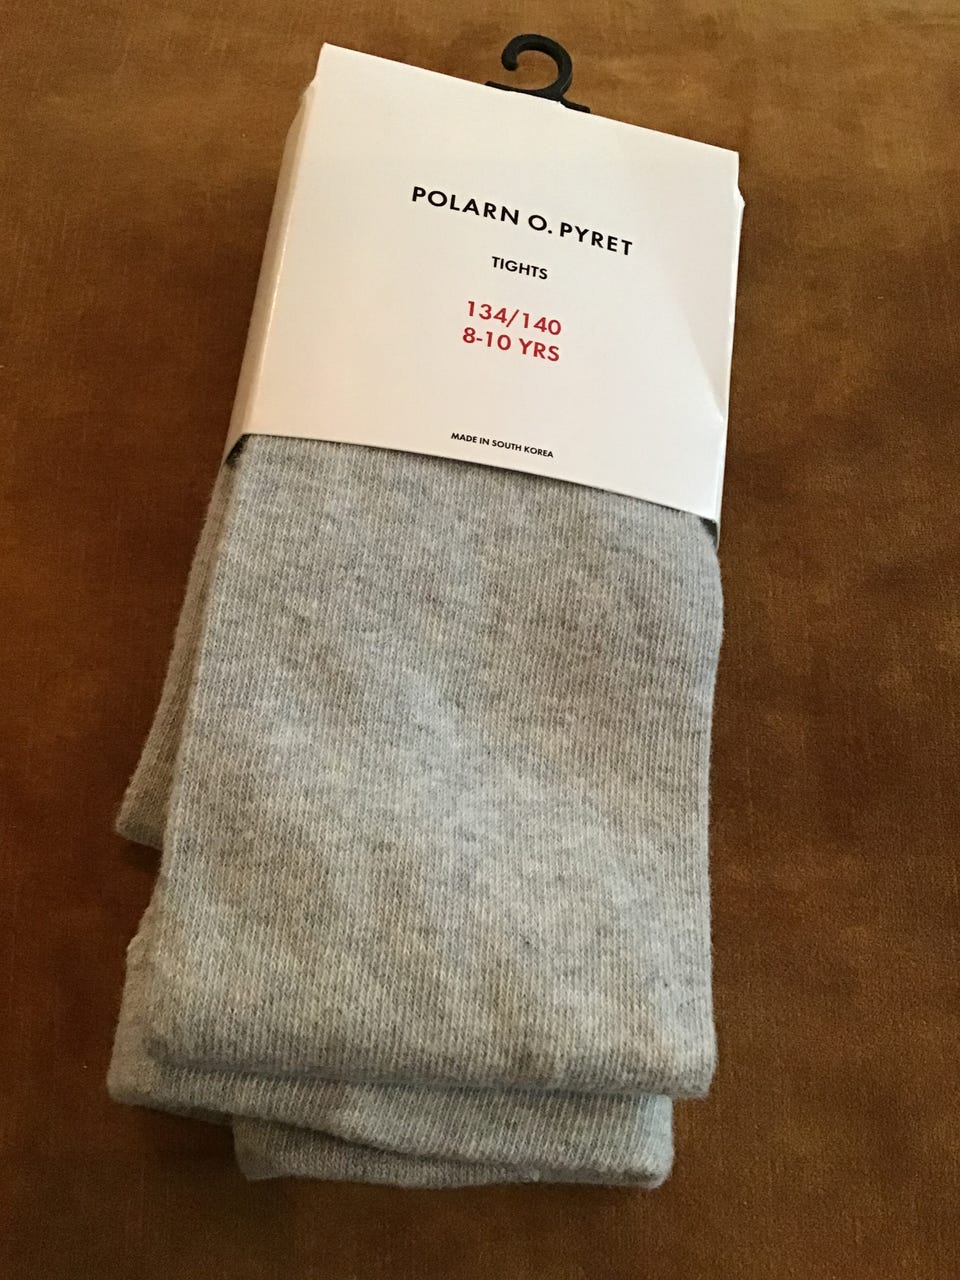 POLARN O. PYRET
TIGHTS
134/140
8-10 YRS
MADE IN SOUTH KOREA